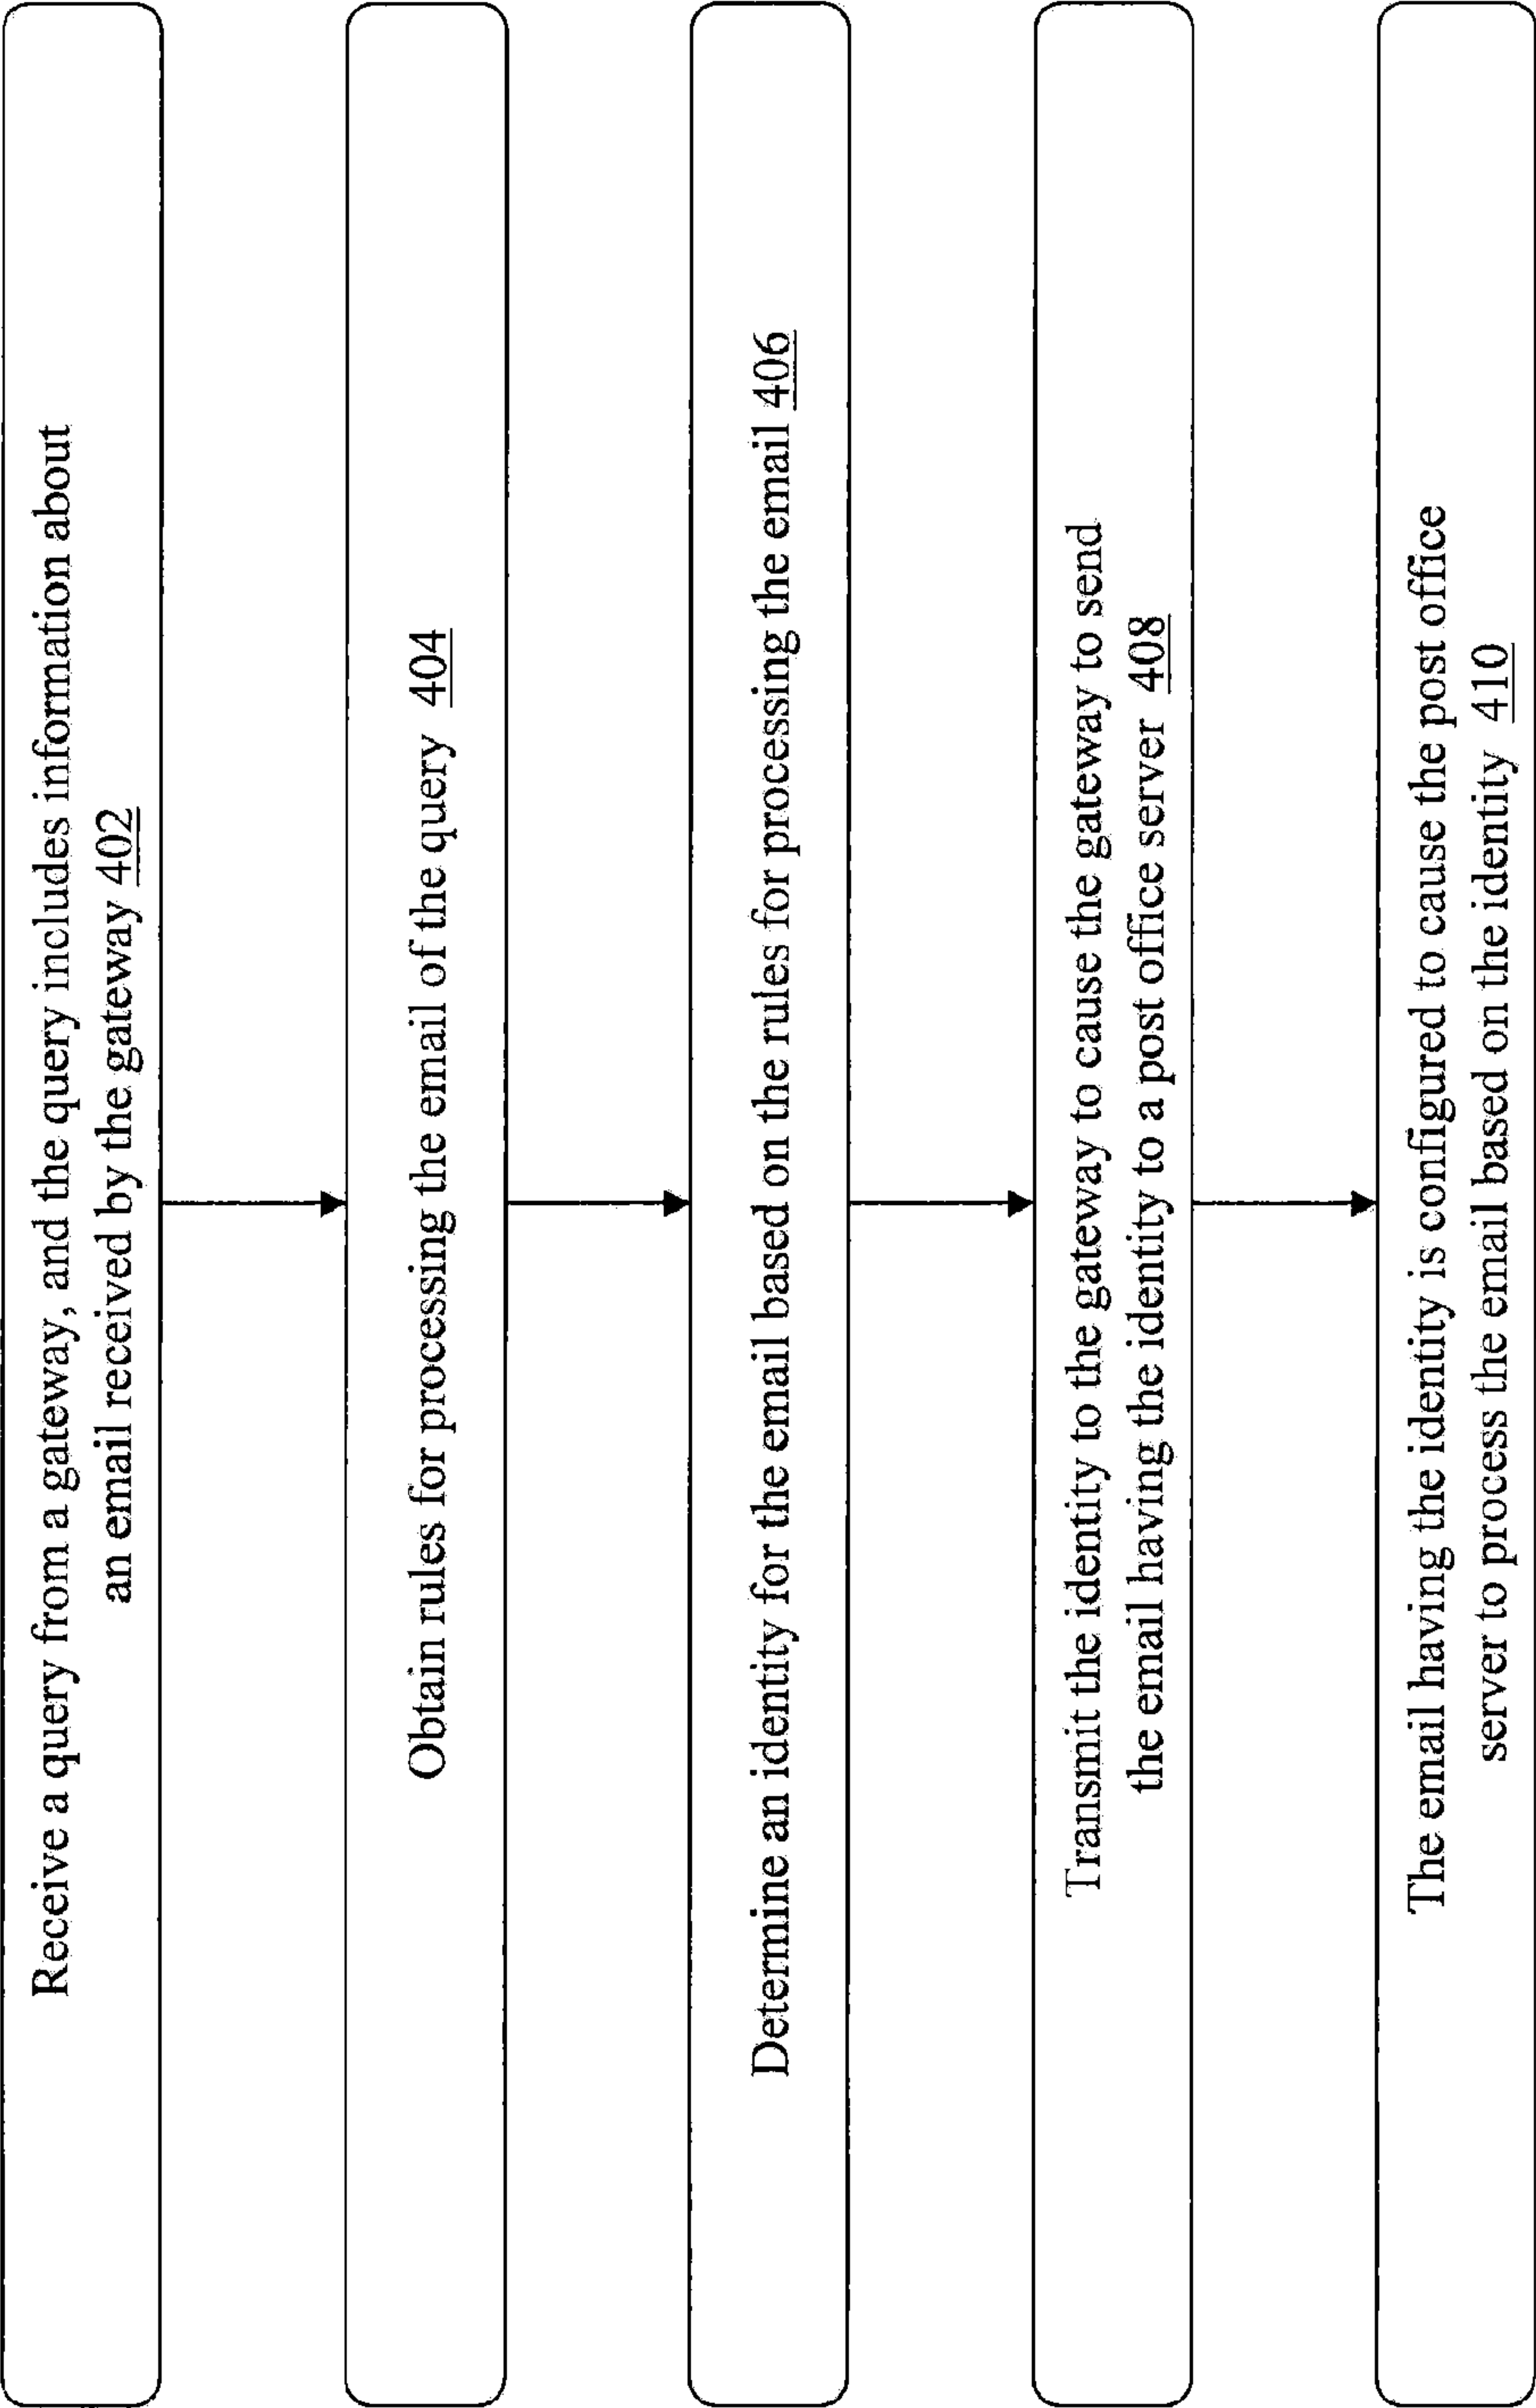 Receive a query from a gateway, and the query includes information about
an email received by the gateway 402
Obtain rules for processing the email of the query 404
Determine an identity for the email based on the rules for processing the email 406
Transmit the identity to the gateway to cause the gateway to send
the email having the identity to a post office server 408
The email having the identity is configured to cause the post office
server to process the email based on the identity 410